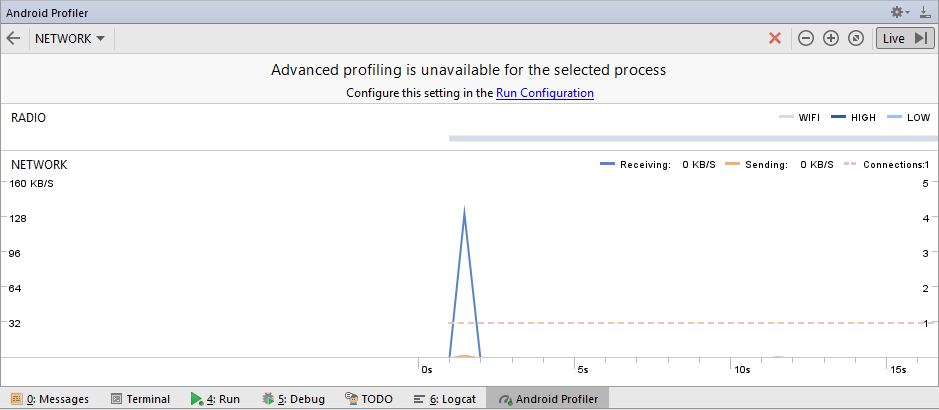 Android Profiler
NETWORK
Live
Advanced profiling is unavailable for the selected process
Configure this setting in the Run Configuration
RADIO
WIFI HIGH LOW
NETWORK
Receiving: 0 KB/S Sending: 0 KB/S Connections:1
160 KB/S 5
128 4
96 3
64 2
32 1
0s 5s 10s 15s
0: Messages Terminal 4: Run 5: Debug TODO 6: Logcat Android Profiler